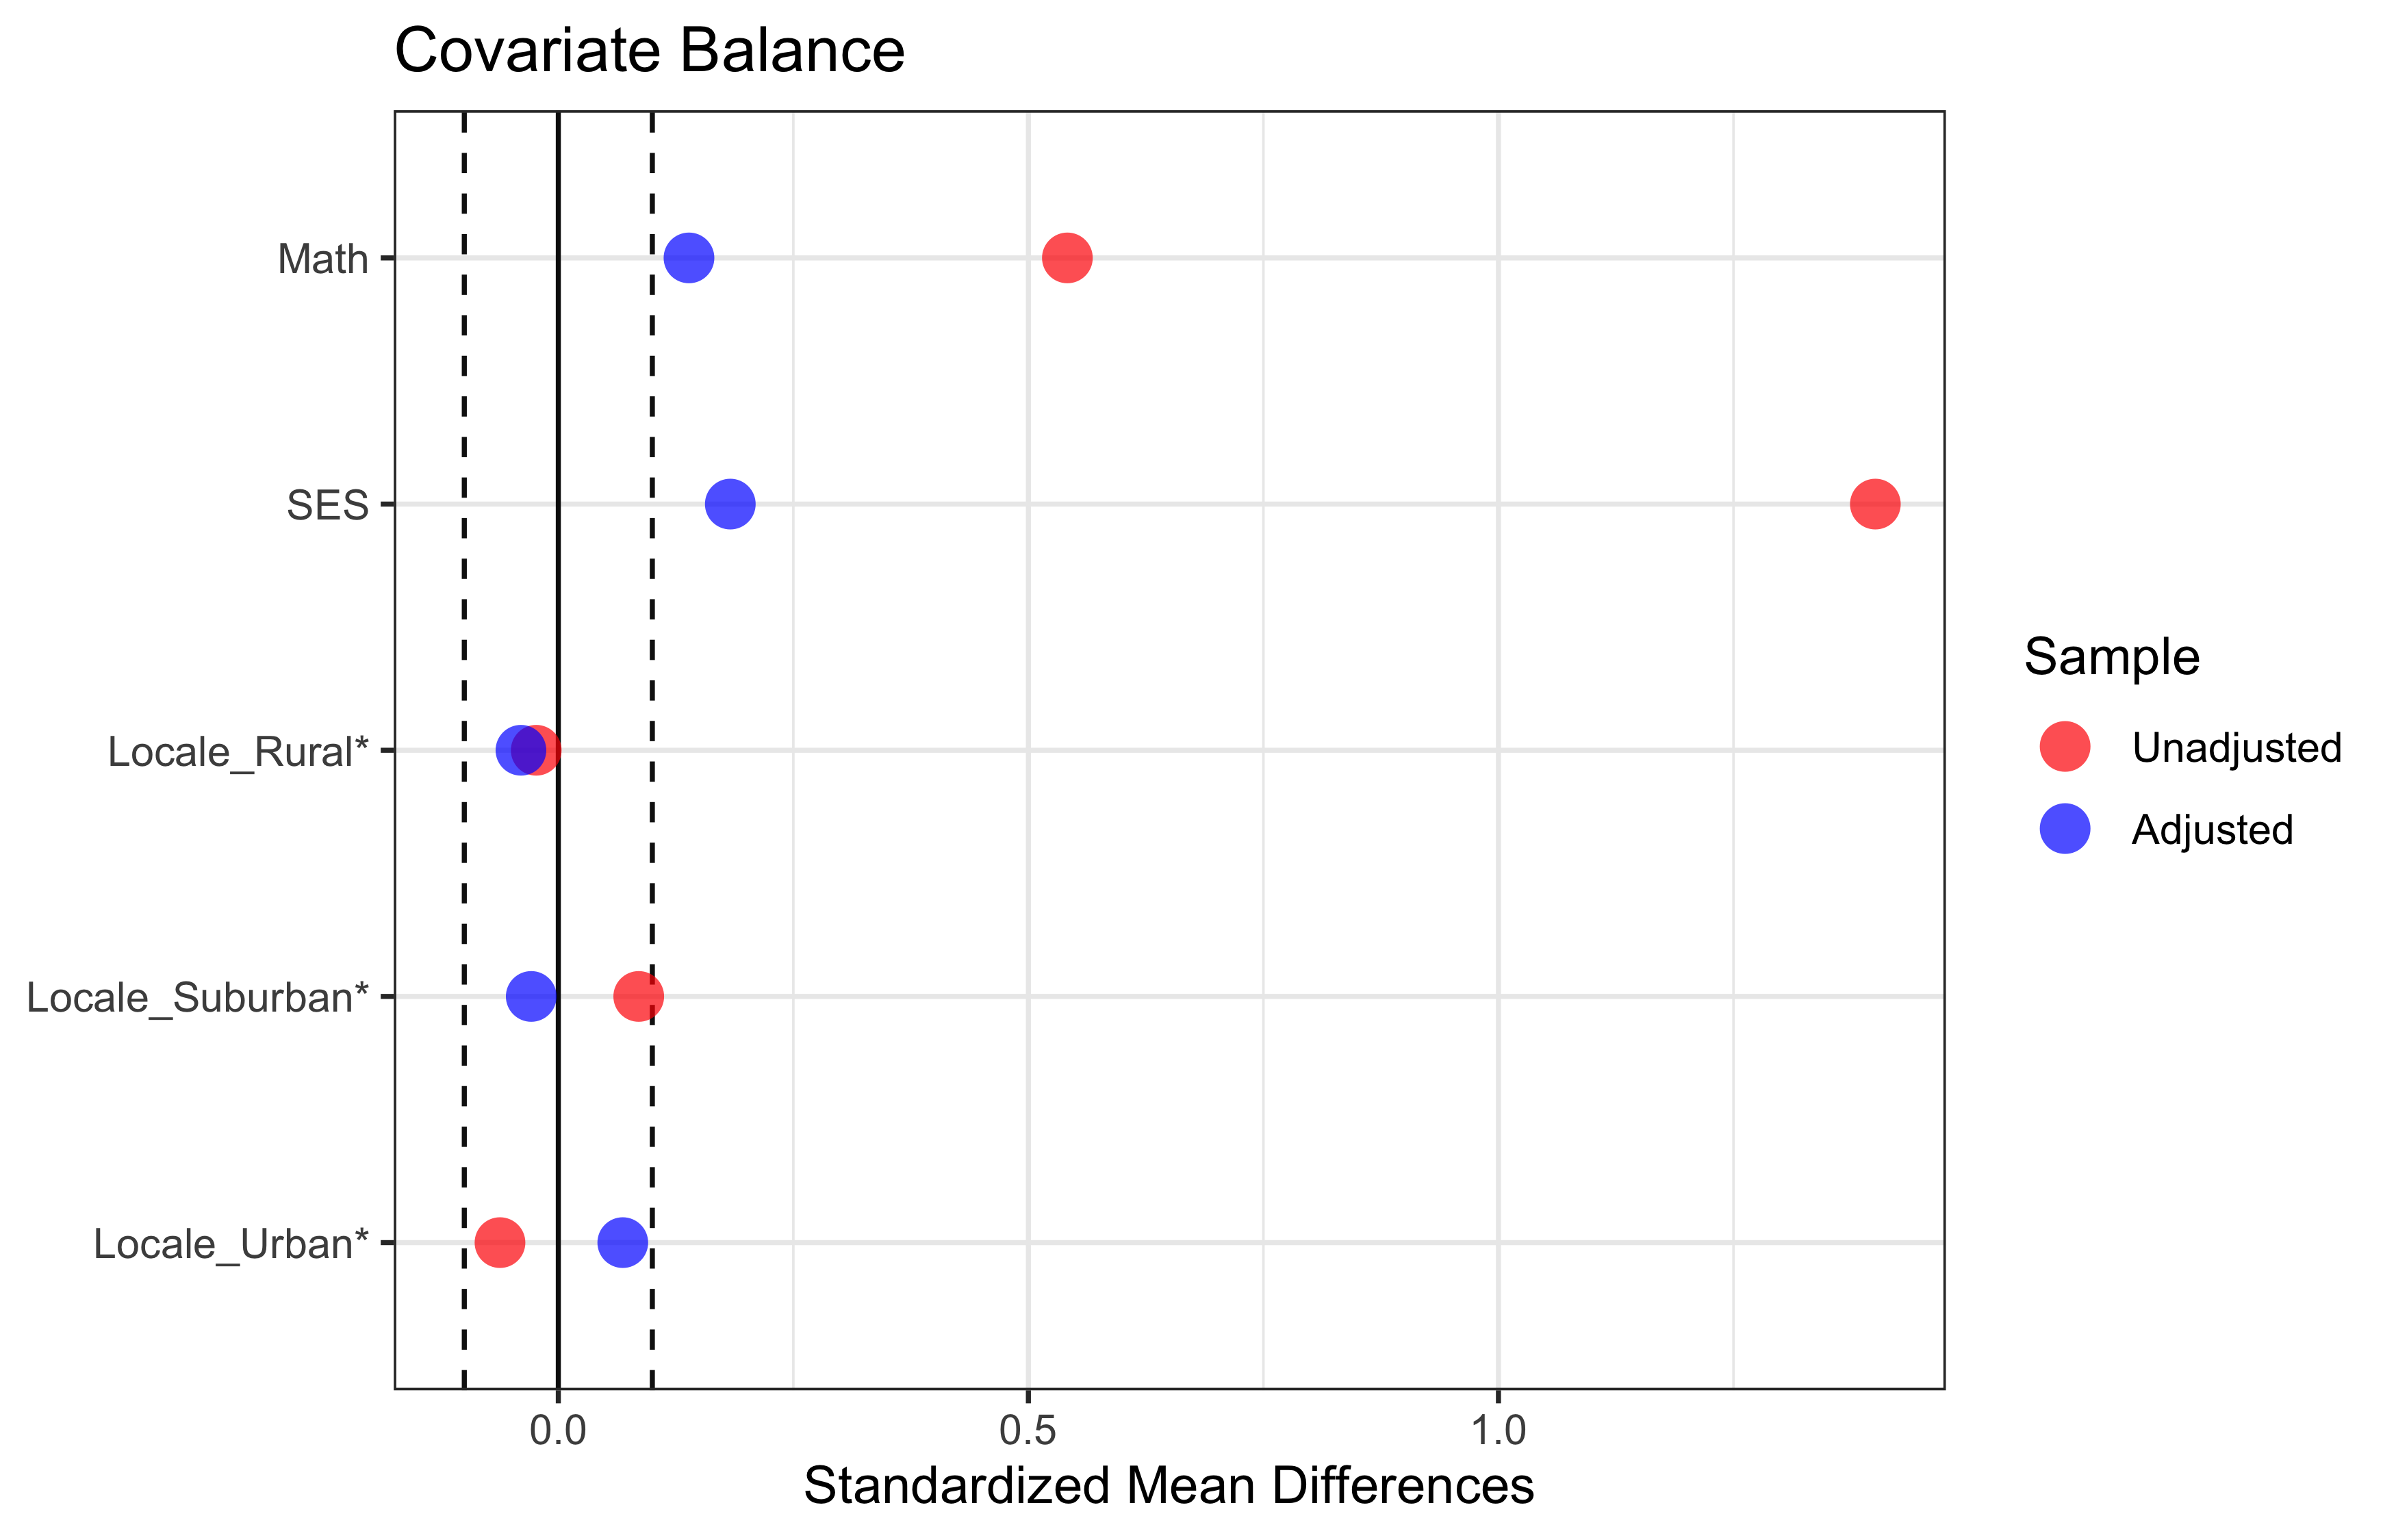 Covariate Balance
Math
SES
Locale_Rural*
Locale_Suburban*
Locale_Urban*
0.0
0.5
1.0
Standardized Mean Differences
Sample
Unadjusted
Adjusted